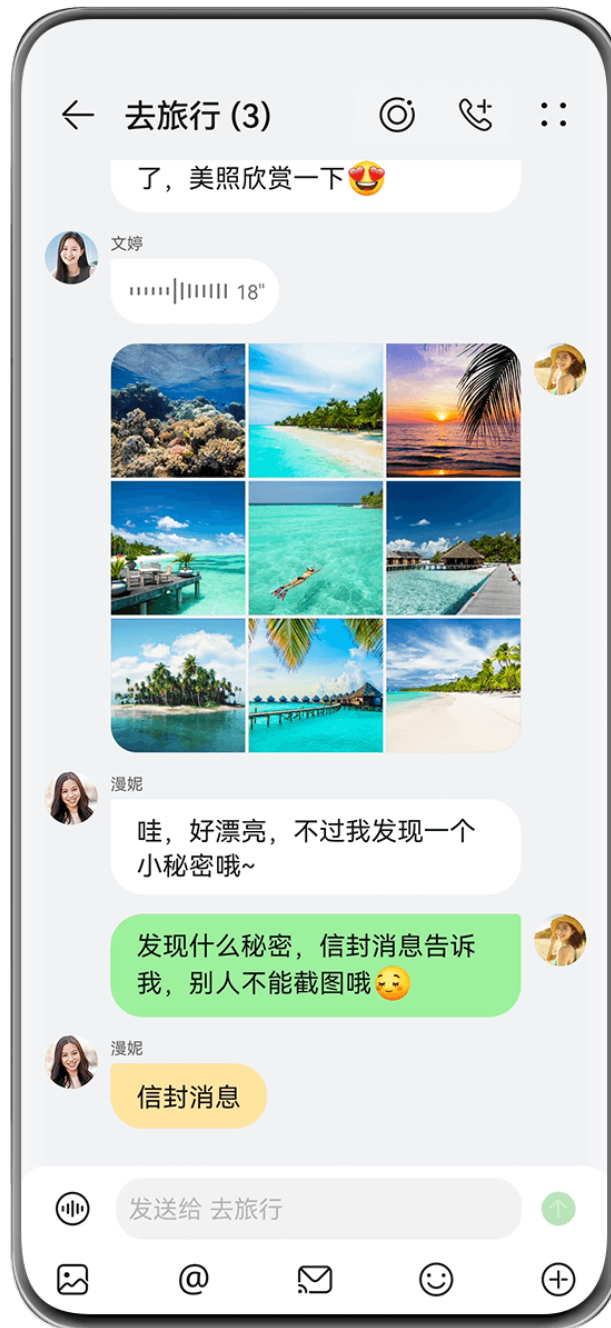 去旅行 (3)
了，美照欣赏一下😍
文婷
18"
漫妮
哇，好漂亮，不过我发现一个
小秘密哦~
发现什么秘密，信封消息告诉
我，别人不能截图哦😌
漫妮
信封消息
发送给 去旅行
@